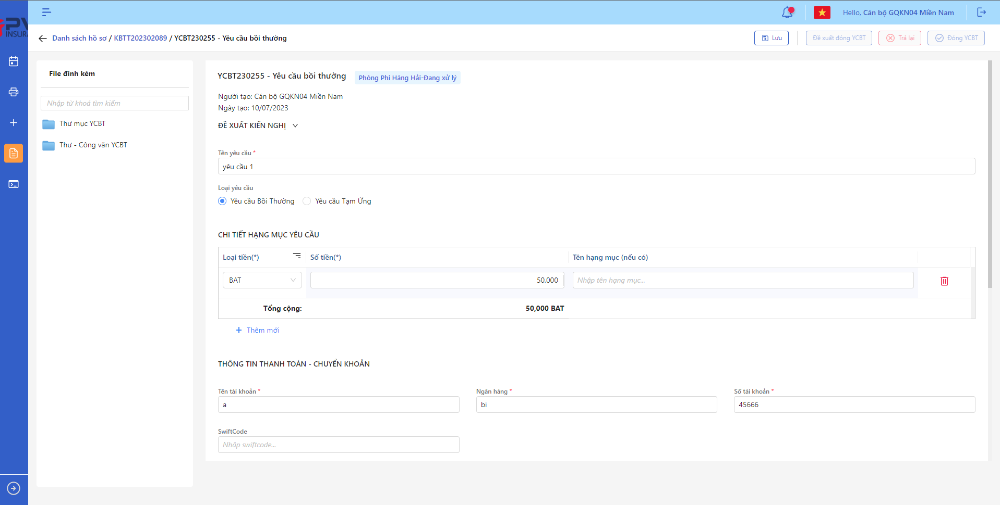 Hello, Cán bộ GQKN04 Miền Nam
INSURA
Danh sách hồ sơ / KBTT202302089 / YCBT230255 - Yêu cầu bồi thường
Lưu
Đề xuất đóng YCBT
Trả lại
Đóng YCBT
File đính kèm
Nhập từ khoá tìm kiếm
Thư mục YCBT
Thư - Công văn YCBT
YCBT230255 - Yêu cầu bồi thường
Phòng Phi Hàng Hải-Đang xử lý
Người tạo: Cán bộ GQKN04 Miền Nam
Ngày tạo: 10/07/2023
ĐỀ XUẤT KIẾN NGHỊ
Tên yêu cầu *
yêu cầu 1
Loại yêu cầu
Yêu cầu Bồi Thường
Yêu cầu Tạm Ứng
CHI TIẾT HẠNG MỤC YÊU CẦU
Loại tiền(*)
Số tiền(*)
Tên hạng mục (nếu có)
BAT
50,000
Nhập tên hạng mục...
Tổng cộng:
50,000 BAT
+ Thêm mới
THÔNG TIN THANH TOÁN - CHUYỂN KHOẢN
Tên tài khoản *
Ngân hàng *
Số tài khoản *
a
bi
45666
SwiftCode
Nhập swiftcode...